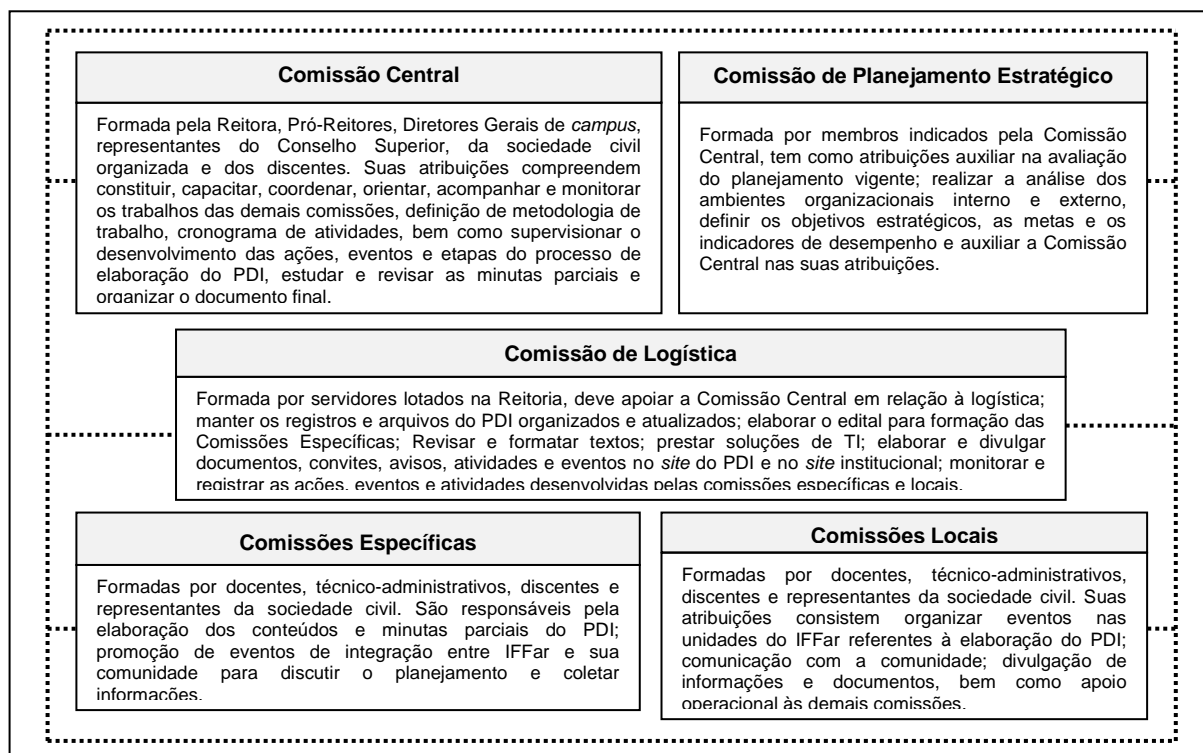 Comissão Central
Formada pela Reitora, Pró-Reitores, Diretores Gerais de campus,
representantes do Conselho Superior, da sociedade civil
organizada e dos discentes. Suas atribuições compreendem
constituir, capacitar, coordenar, orientar, acompanhar e monitorar
os trabalhos das demais comissões, definição de metodologia de
trabalho, cronograma de atividades, bem como supervisionar o
desenvolvimento das ações, eventos e etapas do processo de
elaboração do PDI, estudar e revisar as minutas parciais e
organizar o documento final.
Comissão de Planejamento Estratégico
Formada por membros indicados pela Comissão
Central, tem como atribuições auxiliar na avaliação
do planejamento vigente; realizar a análise dos
ambientes organizacionais interno e externo,
definir os objetivos estratégicos, as metas e os
indicadores de desempenho e auxiliar a Comissão
Central nas suas atribuições.
Comissão de Logística
Formada por servidores lotados na Reitoria, deve apoiar a Comissão Central em relação à logística;
manter os registros e arquivos do PDI organizados e atualizados; elaborar o edital para formação das
Comissões Específicas; Revisar e formatar textos; prestar soluções de TI; elaborar e divulgar
documentos, convites, avisos, atividades e eventos no site do PDI e no site institucional; monitorar e
registrar as ações, eventos e atividades desenvolvidas pelas comissões específicas e locais.
Comissões Específicas
Formadas por docentes, técnico-administrativos, discentes e
representantes da sociedade civil. São responsáveis pela
elaboração dos conteúdos e minutas parciais do PDI;
promoção de eventos de integração entre IFFar e sua
comunidade para discutir o planejamento e coletar
informações.
Comissões Locais
Formadas por docentes, técnico-administrativos,
discentes e representantes da sociedade civil. Suas
atribuições consistem organizar eventos nas
unidades do IFFar referentes à elaboração do PDI;
comunicação com a comunidade; divulgação de
informações e documentos, bem como apoio
operacional às demais comissões.